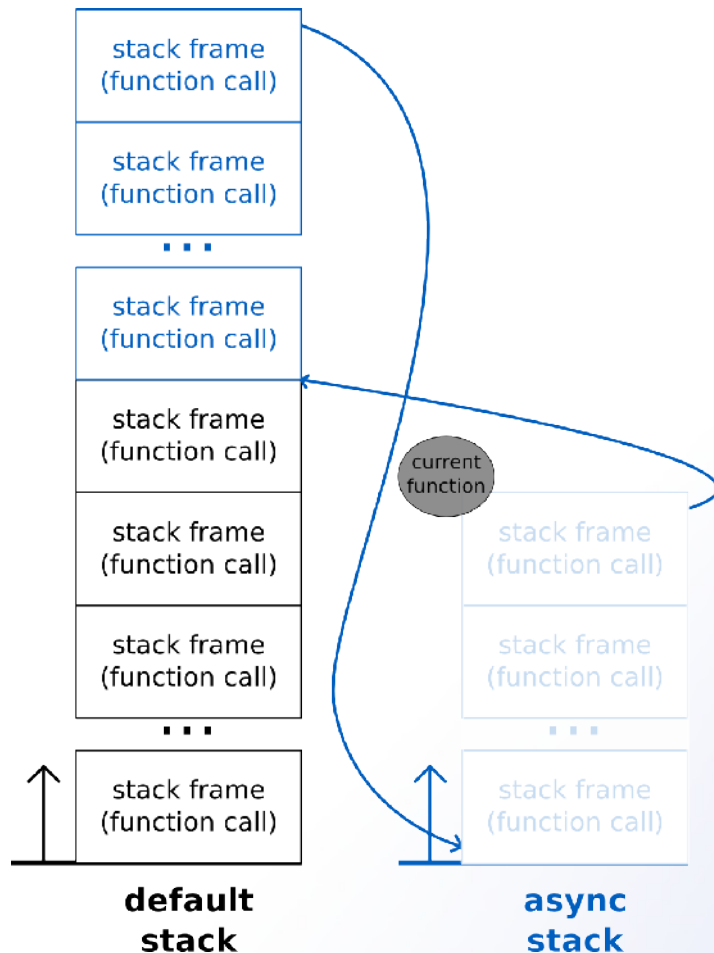 stack frame
(function call)
stack frame
(function call)
...
stack frame
(function call)
stack frame
(function call)
stack frame
(function call)
stack frame
(function call)
...
stack frame
(function call)
default
stack
current
function
stack frame
(function call)
stack frame
(function call)
...
stack frame
(function call)
async
stack